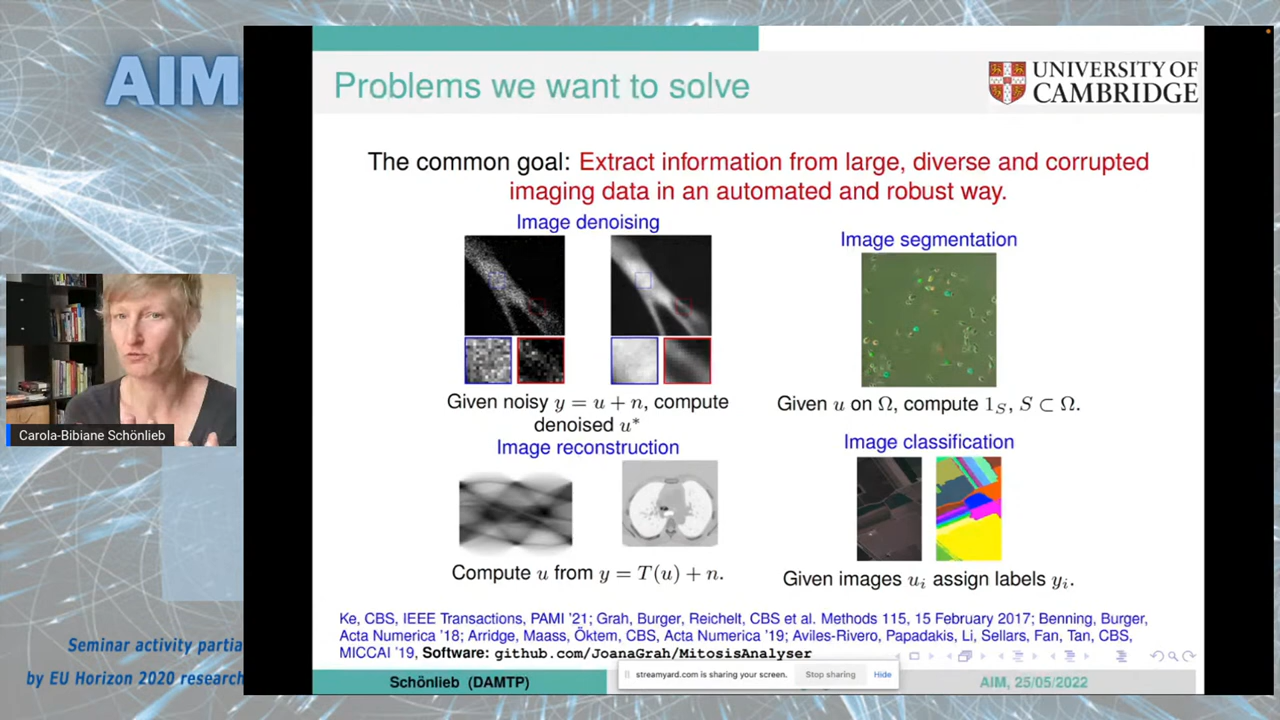 AIM
Problems we want to solve
UNIVERSITY OF
CAMBRIDGE
The common goal: Extract information from large, diverse and corrupted
imaging data in an automated and robust way.
Image denoising
Given noisy y = u + n, compute
denoised u*
Image segmentation
Given u on Ω, compute 1_S, S ⊂ Ω.
Image reconstruction
Compute u from y = T(u) + n.
Image classification
Given images u_i assign labels y_i.
Carola-Bibiane Schönlieb
Ke, CBS, IEEE Transactions, PAMI '21; Grah, Burger, Reichelt, CBS et al. Methods 115, 15 February 2017; Benning, Burger,
Acta Numerica '18; Arridge, Maass, Öktem, CBS, Acta Numerica '19; Aviles-Rivero, Papadakis, Li, Sellars, Fan, Tan, CBS,
MICCAI '19, Software: github.com/JoanaGrah/MitosisAnalyser
Seminar activity partia
by EU Horizon 2020 research
Schönlieb (DAMTP)
streamyard.com is sharing your screen.
Stop sharing
Hide
AIM, 25/05/2022